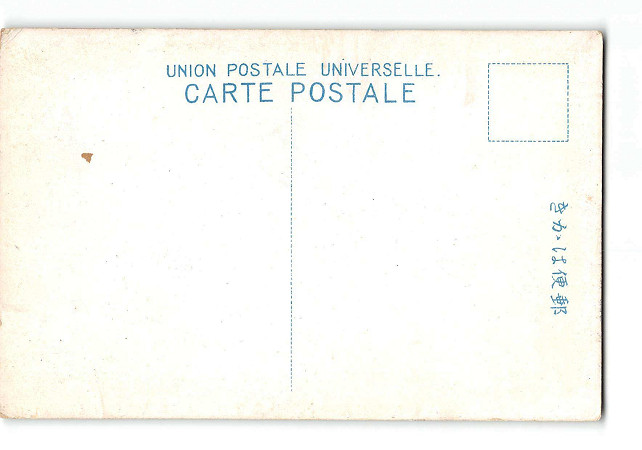 UNION POSTALE UNIVERSELLE.
CARTE POSTALE
郵便はがき